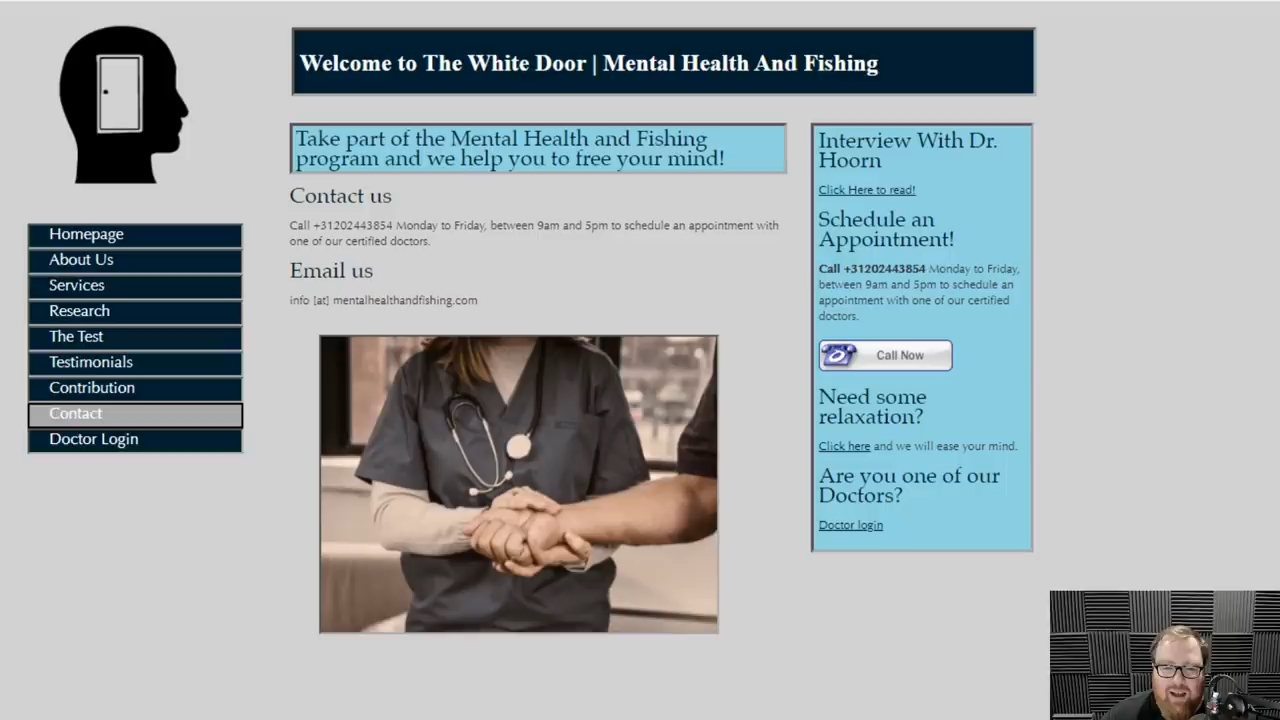 Welcome to The White Door | Mental Health And Fishing
Homepage
About Us
Services
Research
The Test
Testimonials
Contribution
Contact
Doctor Login
Take part of the Mental Health and Fishing
program and we help you to free your mind!
Contact us
Call +31202443854 Monday to Friday, between 9am and 5pm to schedule an appointment with
one of our certified doctors.
Email us
info [at] mentalhealthandfishing.com
Interview With Dr.
Hoorn
Click Here to read!
Schedule an
Appointment!
Call +31202443854 Monday to Friday,
between 9am and 5pm to schedule an
appointment with one of our certified
doctors.
Call Now
Need some
relaxation?
Click here and we will ease your mind.
Are you one of our
Doctors?
Doctor login